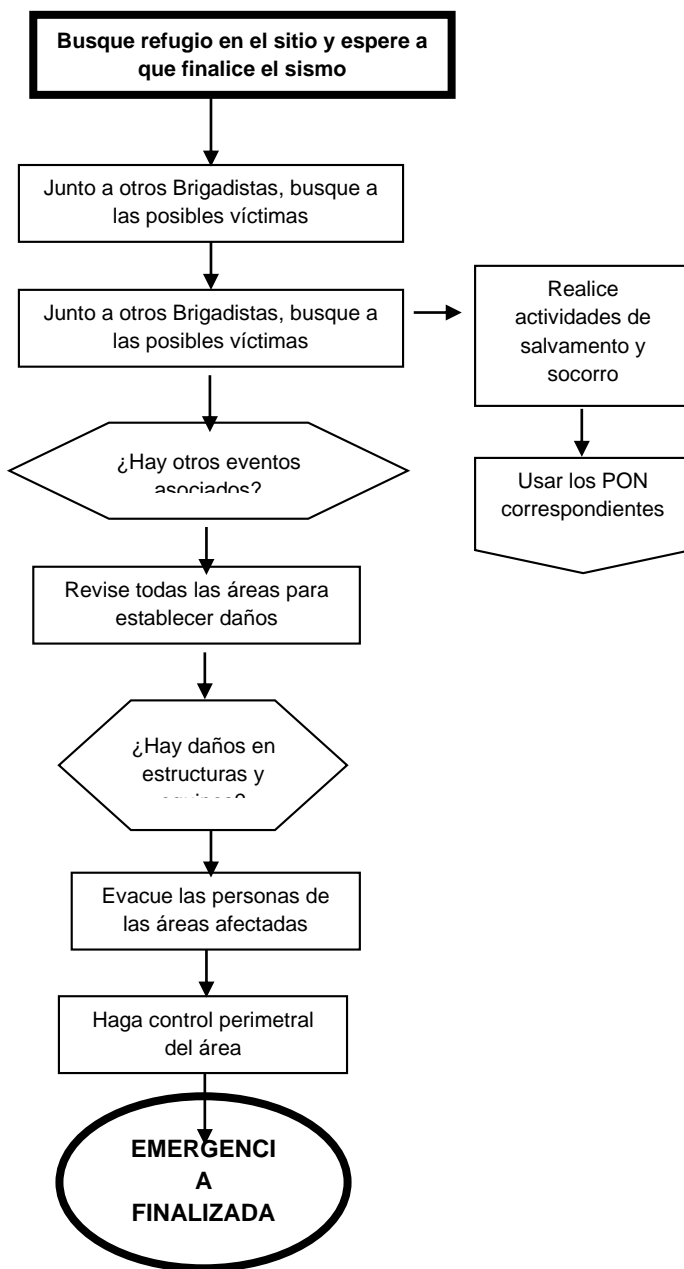 Busque refugio en el sitio y espere a
que finalice el sismo
Junto a otros Brigadistas, busque a
las posibles víctimas
Junto a otros Brigadistas, busque a
las posibles víctimas
Realice
actividades de
salvamento y
socorro
¿Hay otros eventos
asociados?
Usar los PON
correspondientes
Revise todas las áreas para
establecer daños
¿Hay daños en
estructuras y
Evacue las personas de
las áreas afectadas
Haga control perimetral
del área
EMERGENCI
A
FINALIZADA